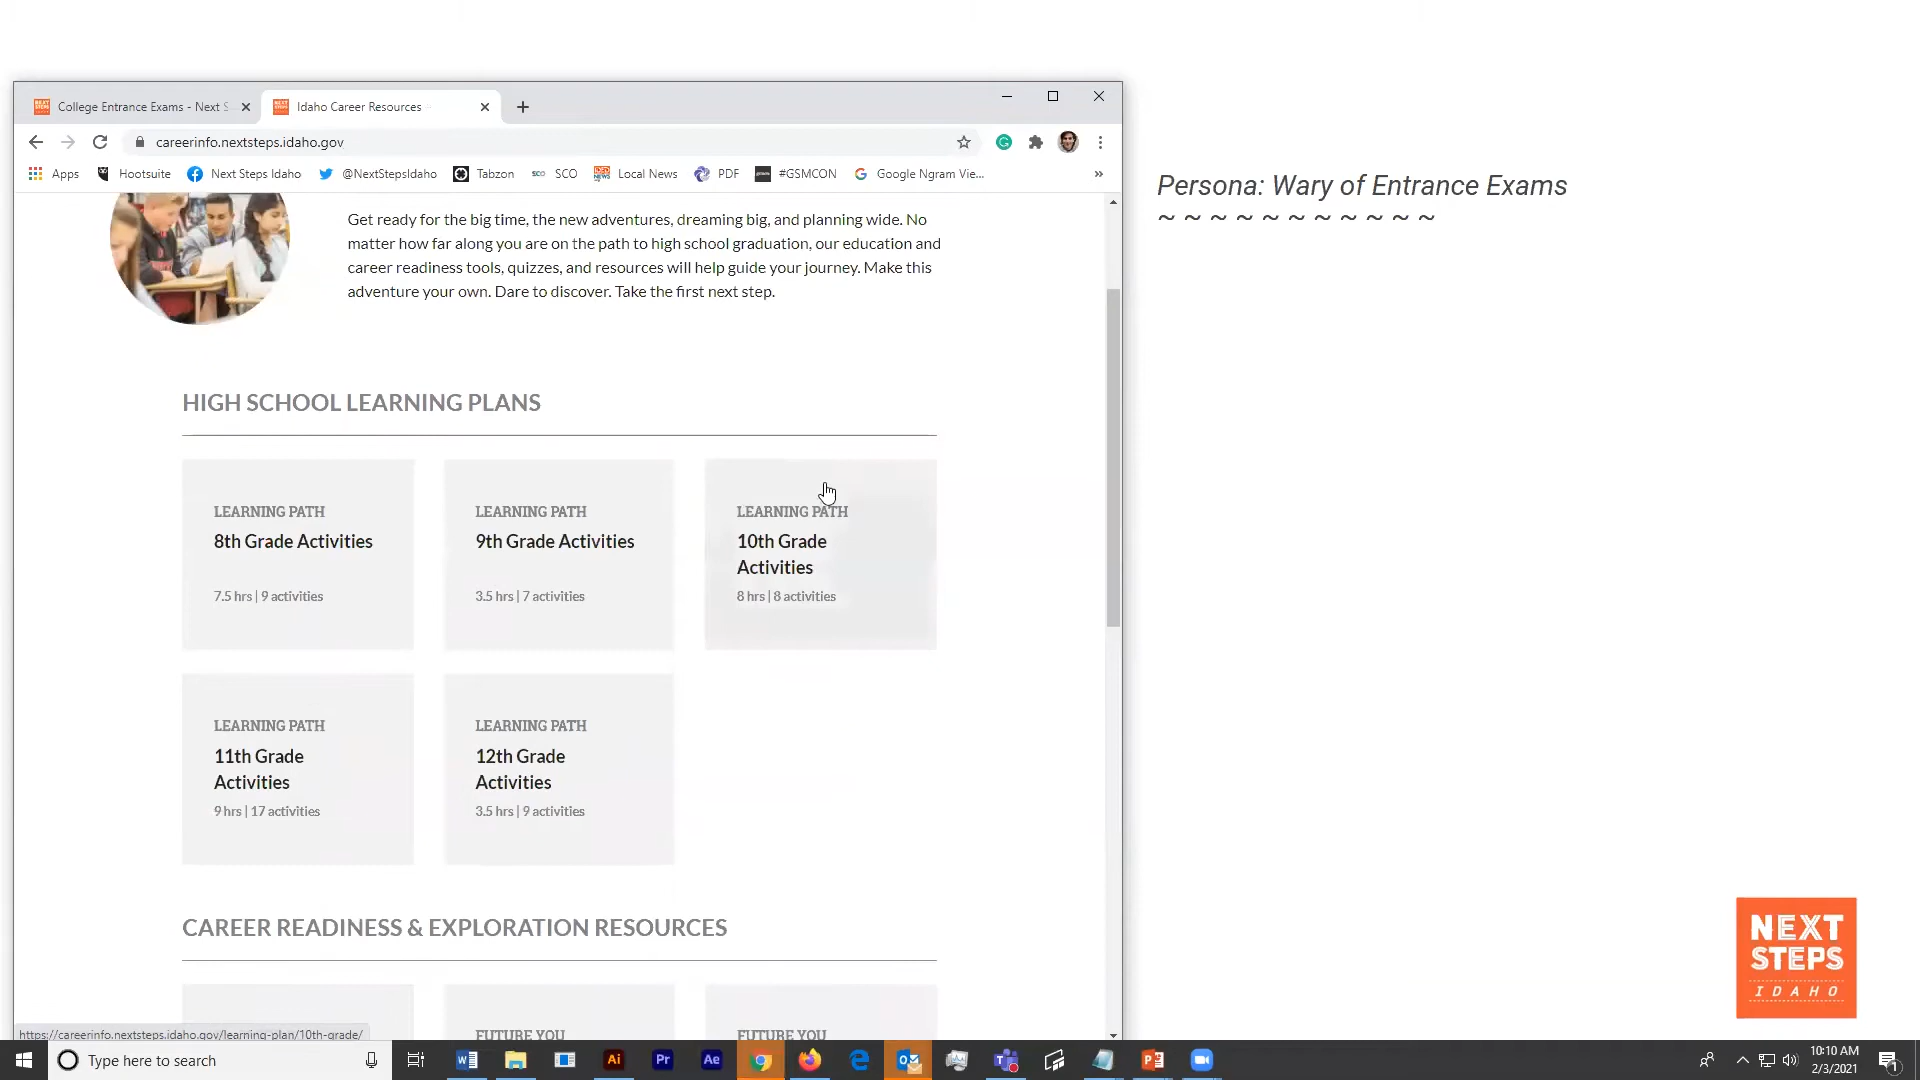 College Entrance Exams - Next S
Idaho Career Resources
careerinfo.nextsteps.idaho.gov
Apps Hootsuite Next Steps Idaho @NextStepsIdaho Tabzon SCO SCO Local News PDF #GSMCON Google Ngram Vie... »
Persona: Wary of Entrance Exams
~ ~ ~ ~ ~ ~ ~ ~ ~ ~ ~
Get ready for the big time, the new adventures, dreaming big, and planning wide. No
matter how far along you are on the path to high school graduation, our education and
career readiness tools, quizzes, and resources will help guide your journey. Make this
adventure your own. Dare to discover. Take the first next step.
HIGH SCHOOL LEARNING PLANS
LEARNING PATH
8th Grade Activities
7.5 hrs | 9 activities
LEARNING PATH
9th Grade Activities
3.5 hrs | 7 activities
LEARNING PATH
10th Grade
Activities
8 hrs | 8 activities
LEARNING PATH
11th Grade
Activities
9 hrs | 17 activities
LEARNING PATH
12th Grade
Activities
3.5 hrs | 9 activities
CAREER READINESS & EXPLORATION RESOURCES
FUTURE YOU
FUTURE YOU
https://careerinfo.nextsteps.idaho.gov/learning-plan/10th-grade/
NEXT
STEPS
IDAHO
Type here to search
Ai Pr Ae
10:10 AM
2/3/2021
1